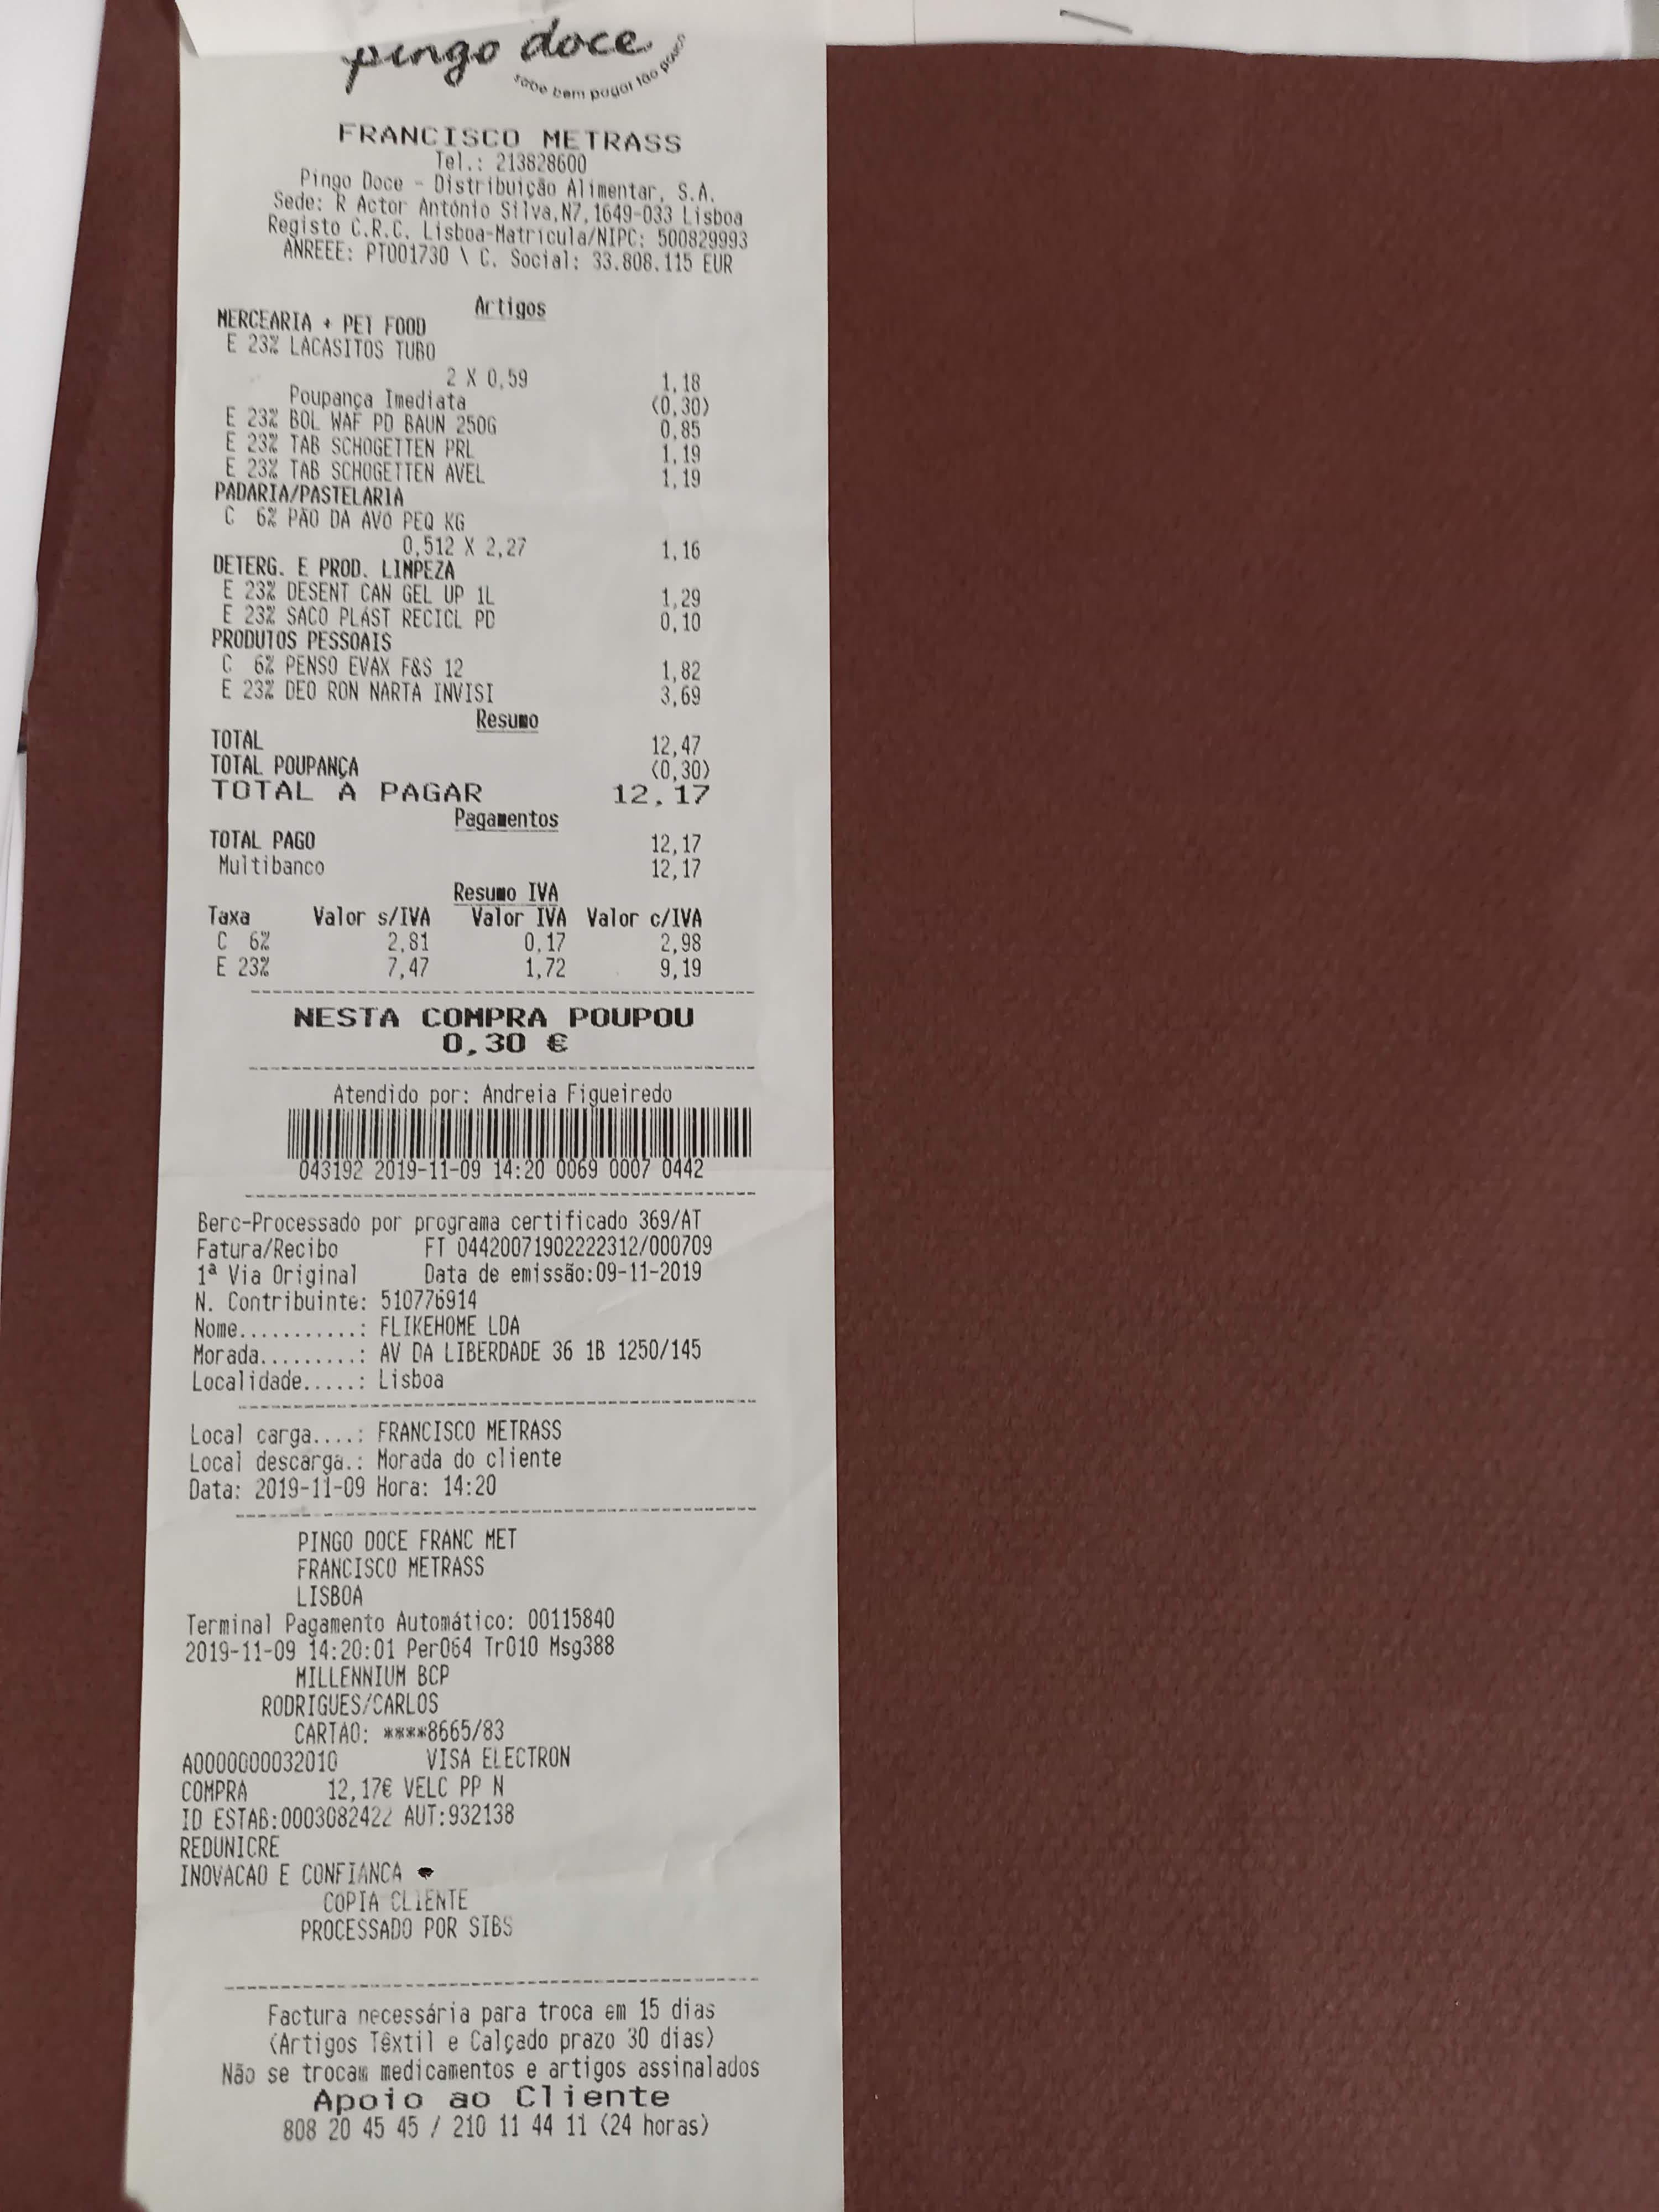 pingo doce
sabe bem pagar tão pouco
FRANCISCO METRASS
Tel.: 213828600
Pingo Doce - Distribuição Alimentar, S.A.
Sede: R Actor António Silva,N7,1649-033 Lisboa
Registo C.R.C. Lisboa-Matrícula/NIPC: 500829993
ANREEE: PT001730 \ C. Social: 33.808.115 EUR
Artigos
MERCEARIA + PET FOOD
E 23% LACASITOS TUBO
2 X 0,59 1,18
Poupança Imediata (0,30)
E 23% BOL WAF PD BAUN 250G 0,85
E 23% TAB SCHOGETTEN PRL 1,19
E 23% TAB SCHOGETTEN AVEL 1,19
PADARIA/PASTELARIA
C 6% PÃO DA AVÓ PEQ KG
0,512 X 2,27 1,16
DETERG. E PROD. LIMPEZA
E 23% DESENT CAN GEL UP 1L 1,29
E 23% SACO PLÁST RECICL PD 0,10
PRODUTOS PESSOAIS
C 6% PENSO EVAX F&S 12 1,82
E 23% DEO RON NARTA INVISI 3,69
Resumo
TOTAL 12,47
TOTAL POUPANÇA (0,30)
TOTAL A PAGAR 12,17
Pagamentos
TOTAL PAGO 12,17
Multibanco 12,17
Resumo IVA
Taxa Valor s/IVA Valor IVA Valor c/IVA
C 6% 2,81 0,17 2,98
E 23% 7,47 1,72 9,19
NESTA COMPRA POUPOU
0,30 €
Atendido por: Andreia Figueiredo
043192 2019-11-09 14:20 0069 0007 0442
Berc-Processado por programa certificado 369/AT
Fatura/Recibo FT 04420071902222312/000709
1ª Via Original Data de emissão:09-11-2019
N. Contribuinte: 510776914
Nome...........: FLIKEHOME LDA
Morada.........: AV DA LIBERDADE 36 1B 1250/145
Localidade.....: Lisboa
Local carga....: FRANCISCO METRASS
Local descarga.: Morada do cliente
Data: 2019-11-09 Hora: 14:20
PINGO DOCE FRANC MET
FRANCISCO METRASS
LISBOA
Terminal Pagamento Automático: 00115840
2019-11-09 14:20:01 Per064 Tr010 Msg388
MILLENNIUM BCP
RODRIGUES/CARLOS
CARTAO: ****8665/83
A0000000032010 VISA ELECTRON
COMPRA 12,17€ VELC PP N
ID ESTAB:0003082422 AUT:932138
REDUNICRE
INOVACAO E CONFIANCA
COPIA CLIENTE
PROCESSADO POR SIBS
Factura necessária para troca em 15 dias
(Artigos Têxtil e Calçado prazo 30 dias)
Não se trocam medicamentos e artigos assinalados
Apoio ao Cliente
808 20 45 45 / 210 11 44 11 (24 horas)